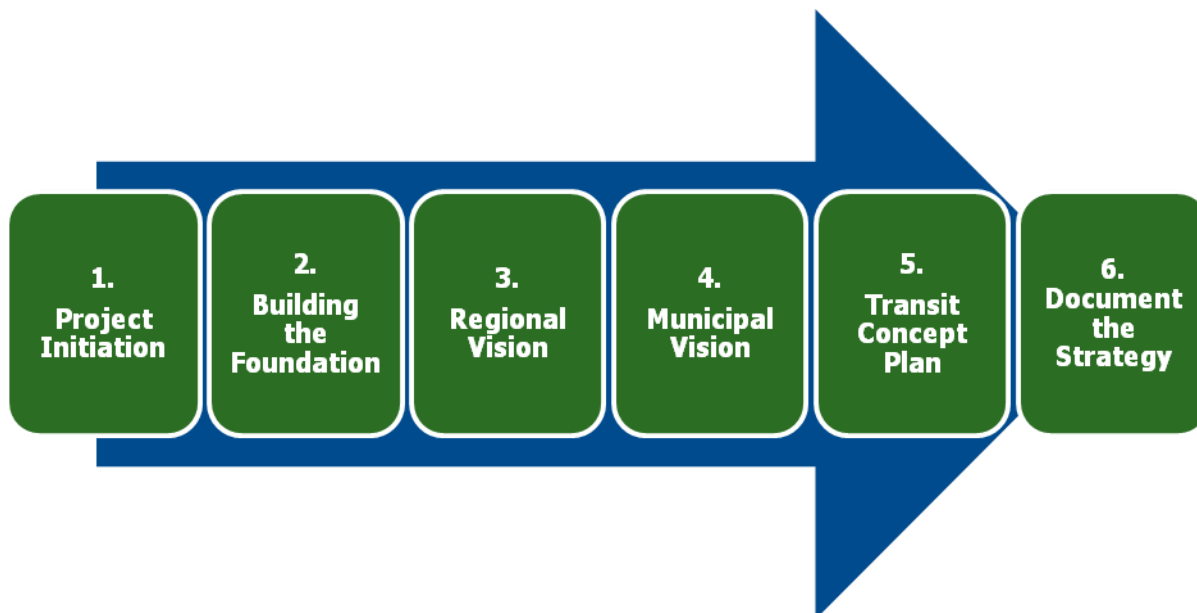 1.
Project
Initiation
2.
Building
the
Foundation
3.
Regional
Vision
4.
Municipal
Vision
5.
Transit
Concept
Plan
6.
Document
the
Strategy